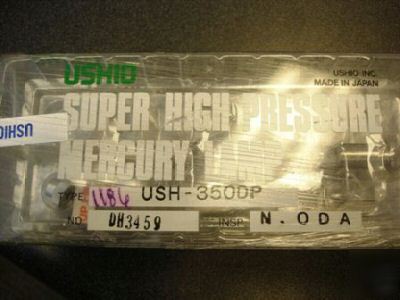 USHIO
USHIO INC.
MADE IN JAPAN
SUPER HIGH PRESSURE
MERCURY LAMP
USHIO
TYPE 1186 USH-350DP
NO DH3459 INSP. N. ODA